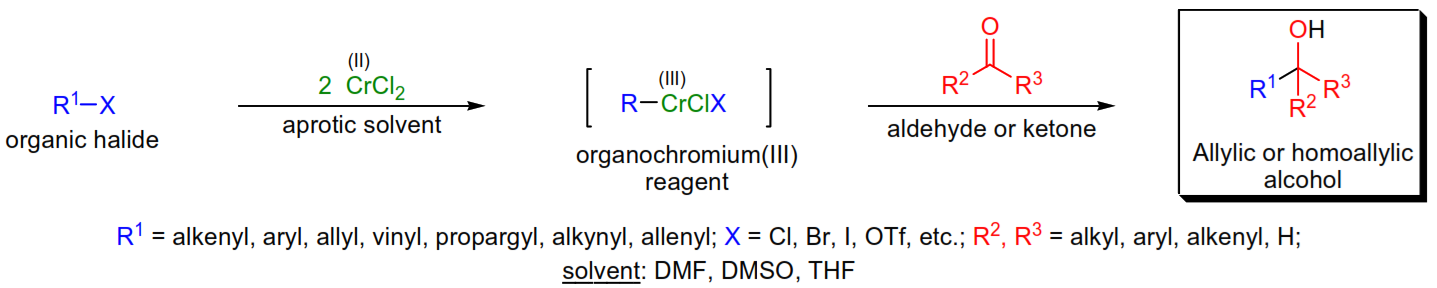 R¹–X
organic halide
(II)
2 CrCl₂
aprotic solvent
[ R–CrClX ]
(III)
organochromium(III)
reagent
O
R² R³
aldehyde or ketone
OH
R¹ R² R³
Allylic or homoallylic
alcohol
R¹ = alkenyl, aryl, allyl, vinyl, propargyl, alkynyl, allenyl; X = Cl, Br, I, OTf, etc.; R², R³ = alkyl, aryl, alkenyl, H;
solvent: DMF, DMSO, THF